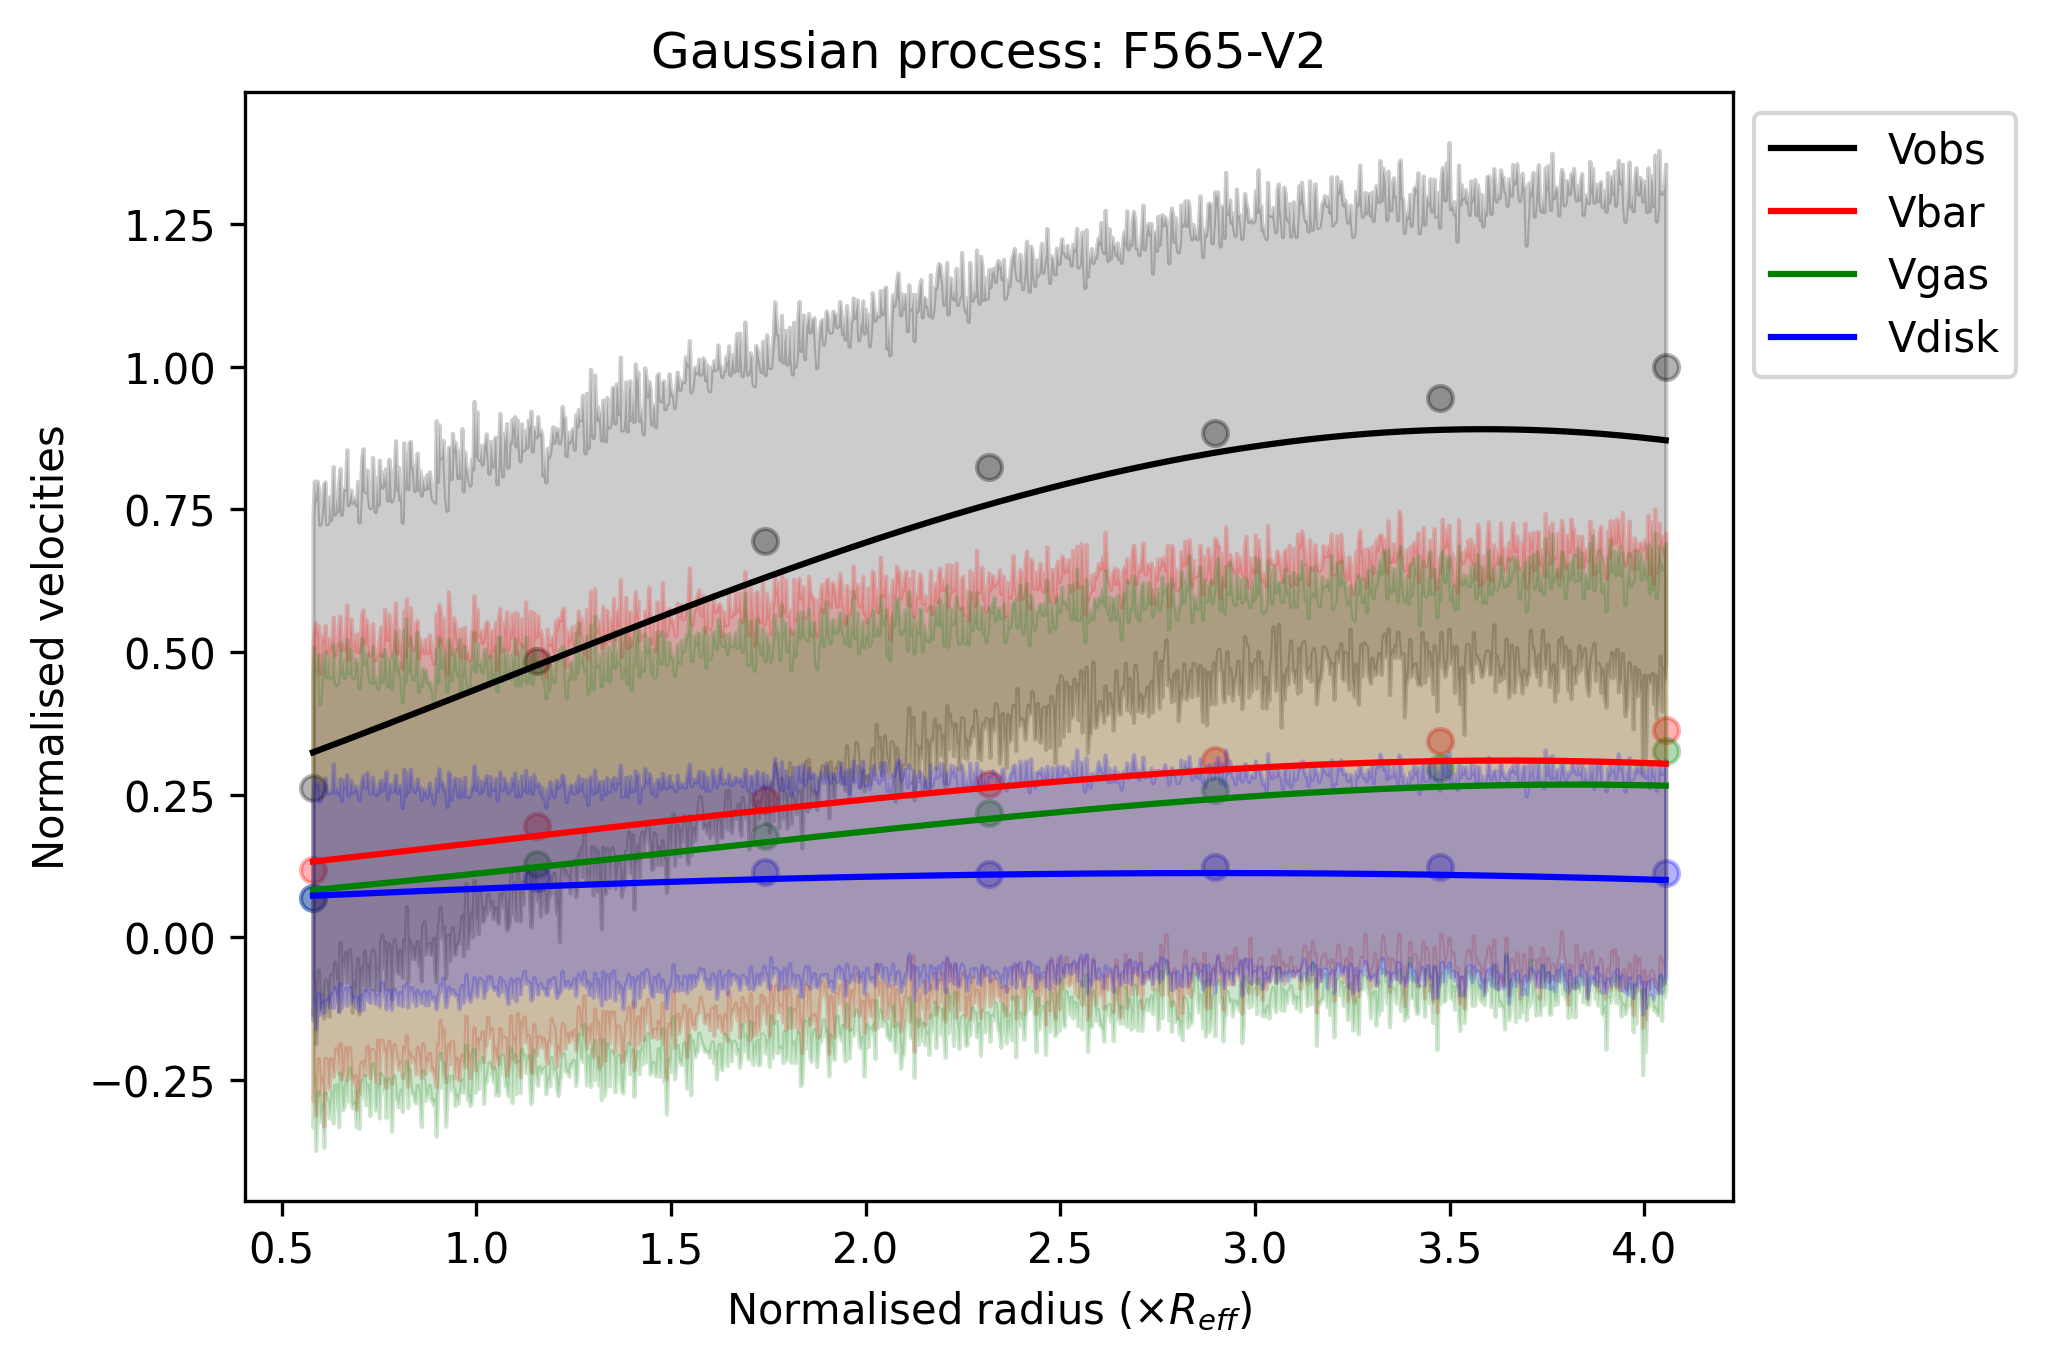 Gaussian process: F565-V2
Vobs
Vbar
Vgas
Vdisk
Normalised velocities
1.25
1.00
0.75
0.50
0.25
0.00
−0.25
0.5 1.0 1.5 2.0 2.5 3.0 3.5 4.0
Normalised radius (×R_eff)